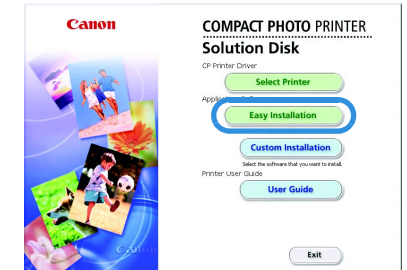 Canon
COMPACT PHOTO PRINTER
Solution Disk
CP Printer Driver
Select Printer
Easy Installation
Custom Installation
Select the software that you want to install.
Printer User Guide
User Guide
Exit
Canon